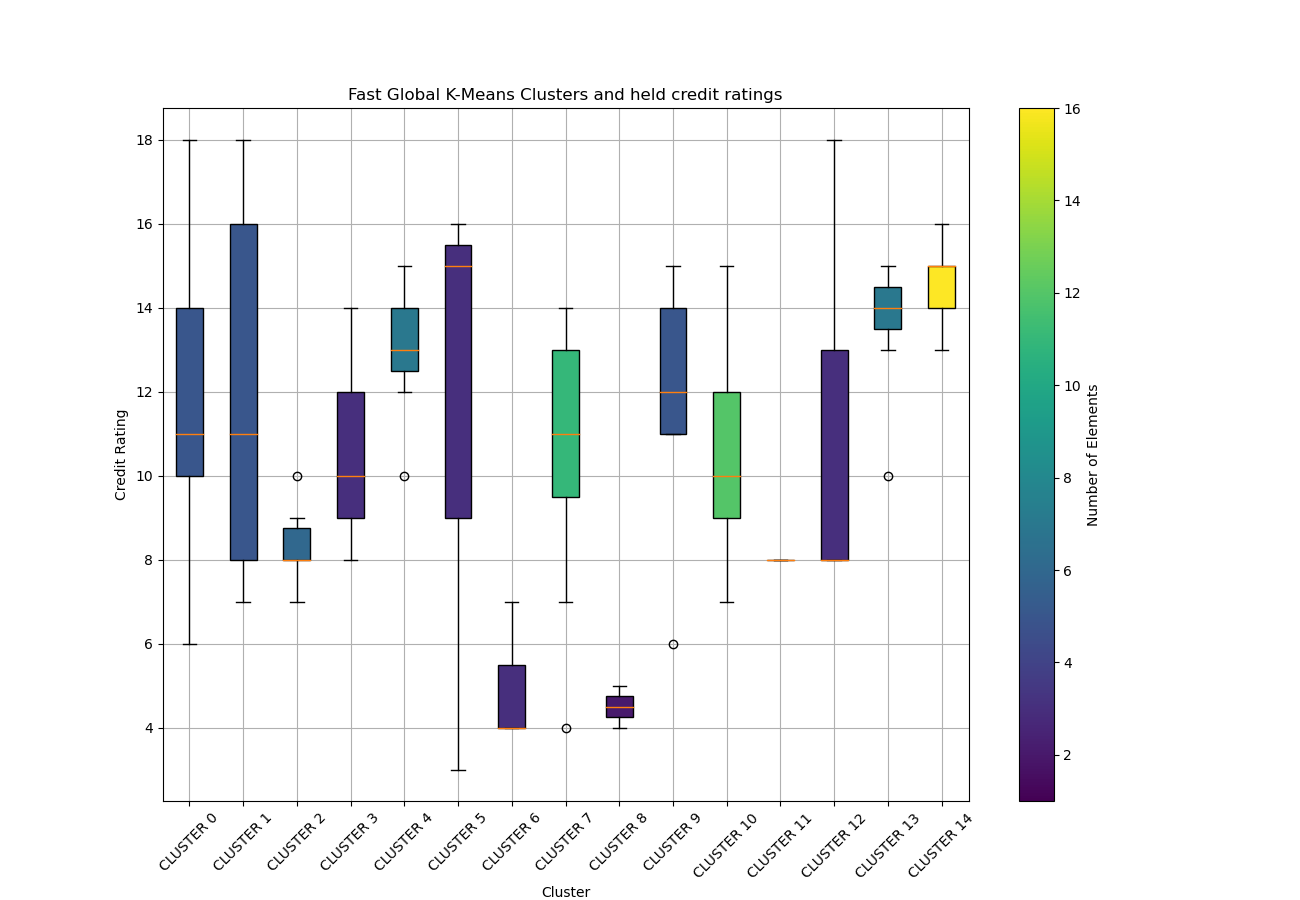 Fast Global K-Means Clusters and held credit ratings
18
16
14
12
10
8
6
4
Credit Rating
CLUSTER 0
CLUSTER 1
CLUSTER 2
CLUSTER 3
CLUSTER 4
CLUSTER 5
CLUSTER 6
CLUSTER 7
CLUSTER 8
CLUSTER 9
CLUSTER 10
CLUSTER 11
CLUSTER 12
CLUSTER 13
CLUSTER 14
Cluster
16
14
12
10
8
6
4
2
Number of Elements